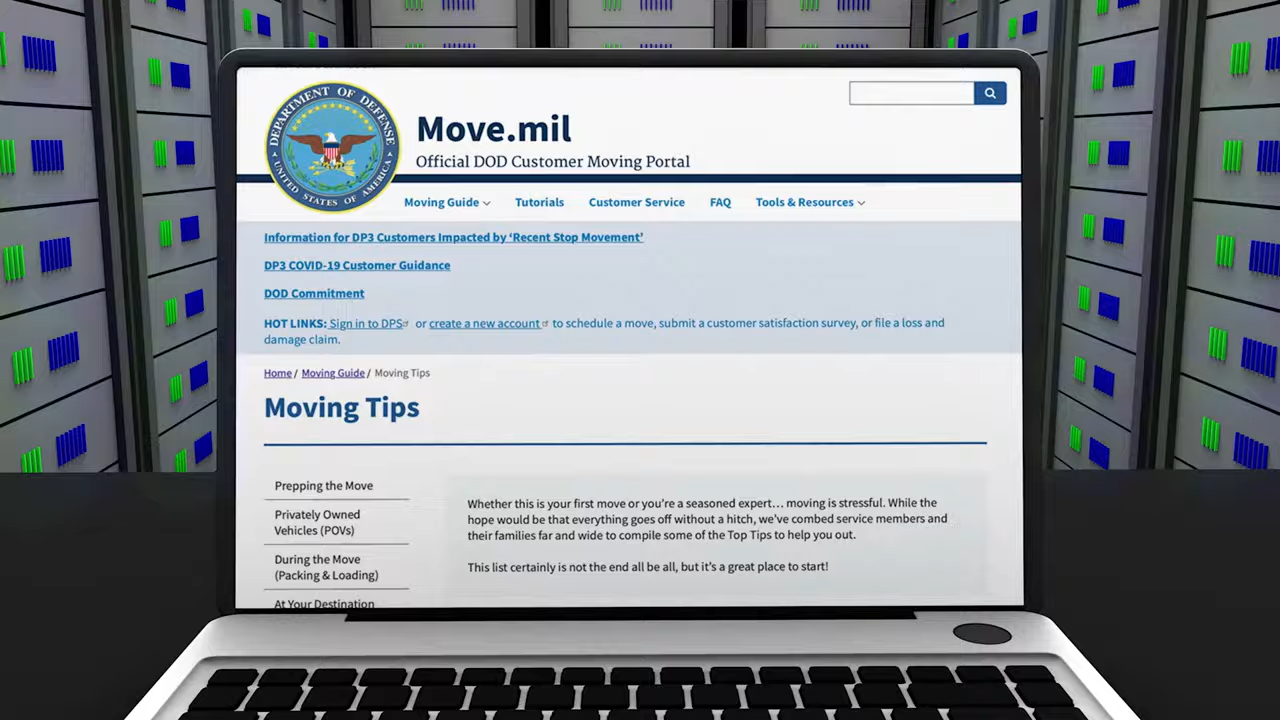 DEPARTMENT OF DEFENSE
UNITED STATES OF AMERICA
Move.mil
Official DOD Customer Moving Portal
Moving Guide Tutorials Customer Service FAQ Tools & Resources
Information for DP3 Customers Impacted by ‘Recent Stop Movement’
DP3 COVID-19 Customer Guidance
DOD Commitment
HOT LINKS: Sign in to DPS or create a new account to schedule a move, submit a customer satisfaction survey, or file a loss and
damage claim.
Home / Moving Guide / Moving Tips
Moving Tips
Prepping the Move
Privately Owned
Vehicles (POVs)
During the Move
(Packing & Loading)
At Your Destination
Whether this is your first move or you’re a seasoned expert… moving is stressful. While the
hope would be that everything goes off without a hitch, we’ve combed service members and
their families far and wide to compile some of the Top Tips to help you out.
This list certainly is not the end all be all, but it’s a great place to start!